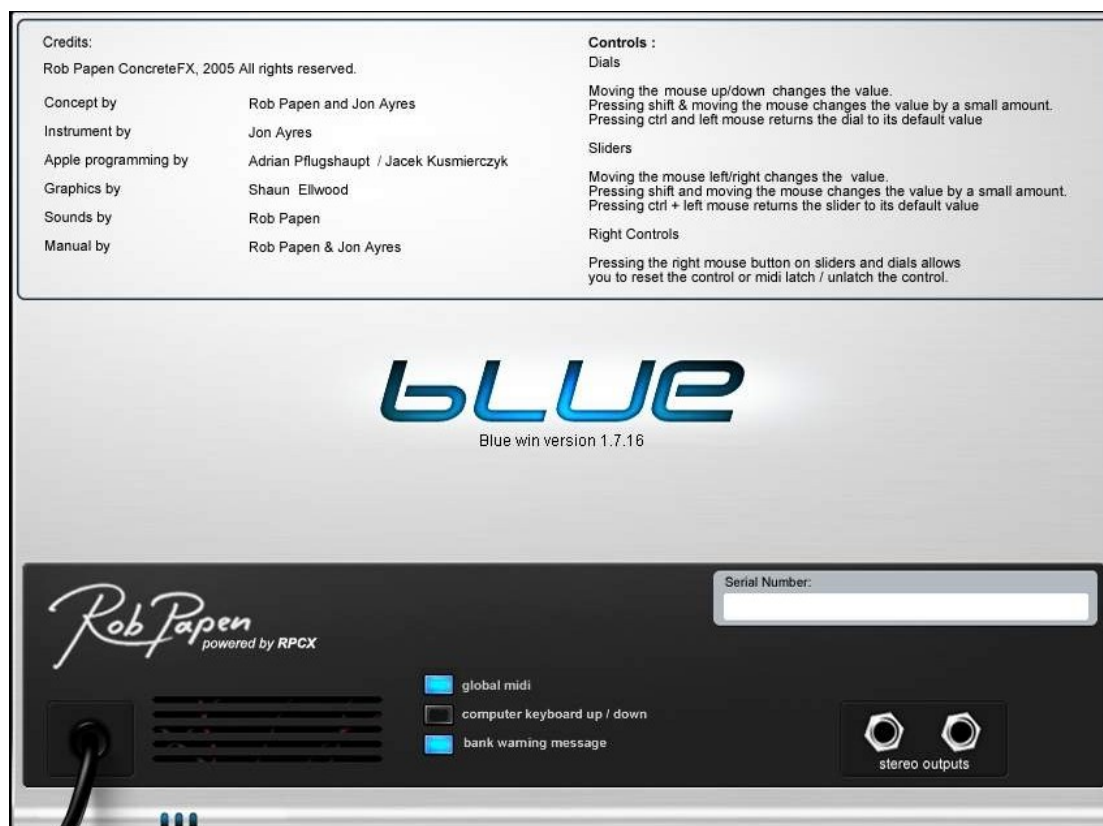 Credits:
Rob Papen ConcreteFX, 2005 All rights reserved.
Concept by Rob Papen and Jon Ayres
Instrument by Jon Ayres
Apple programming by Adrian Pflugshaupt / Jacek Kusmierczyk
Graphics by Shaun Ellwood
Sounds by Rob Papen
Manual by Rob Papen & Jon Ayres
Controls :
Dials
Moving the mouse up/down changes the value.
Pressing shift & moving the mouse changes the value by a small amount.
Pressing ctrl and left mouse returns the dial to its default value
Sliders
Moving the mouse left/right changes the value.
Pressing shift and moving the mouse changes the value by a small amount.
Pressing ctrl + left mouse returns the slider to its default value
Right Controls
Pressing the right mouse button on sliders and dials allows
you to reset the control or midi latch / unlatch the control.
bLUe
Blue win version 1.7.16
Serial Number:
Rob Papen
powered by RPCX
global midi
computer keyboard up / down
bank warning message
stereo outputs